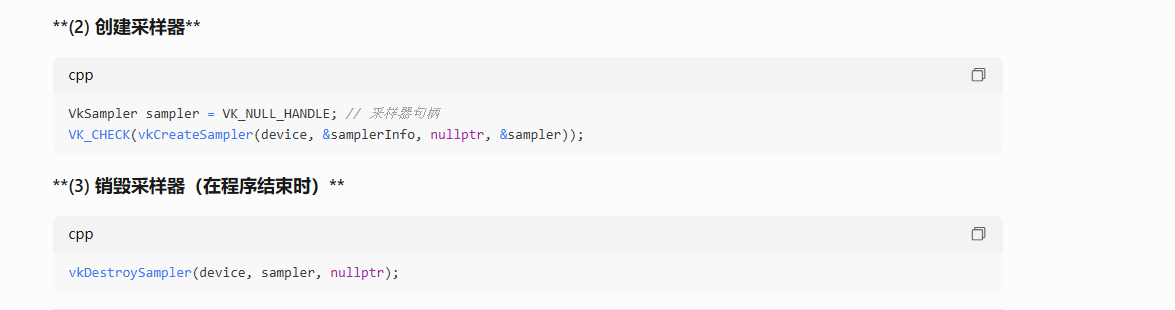 **(2) 创建采样器**
cpp
VkSampler sampler = VK_NULL_HANDLE; // 采样器句柄
VK_CHECK(vkCreateSampler(device, &samplerInfo, nullptr, &sampler));
**(3) 销毁采样器（在程序结束时）**
cpp
vkDestroySampler(device, sampler, nullptr);